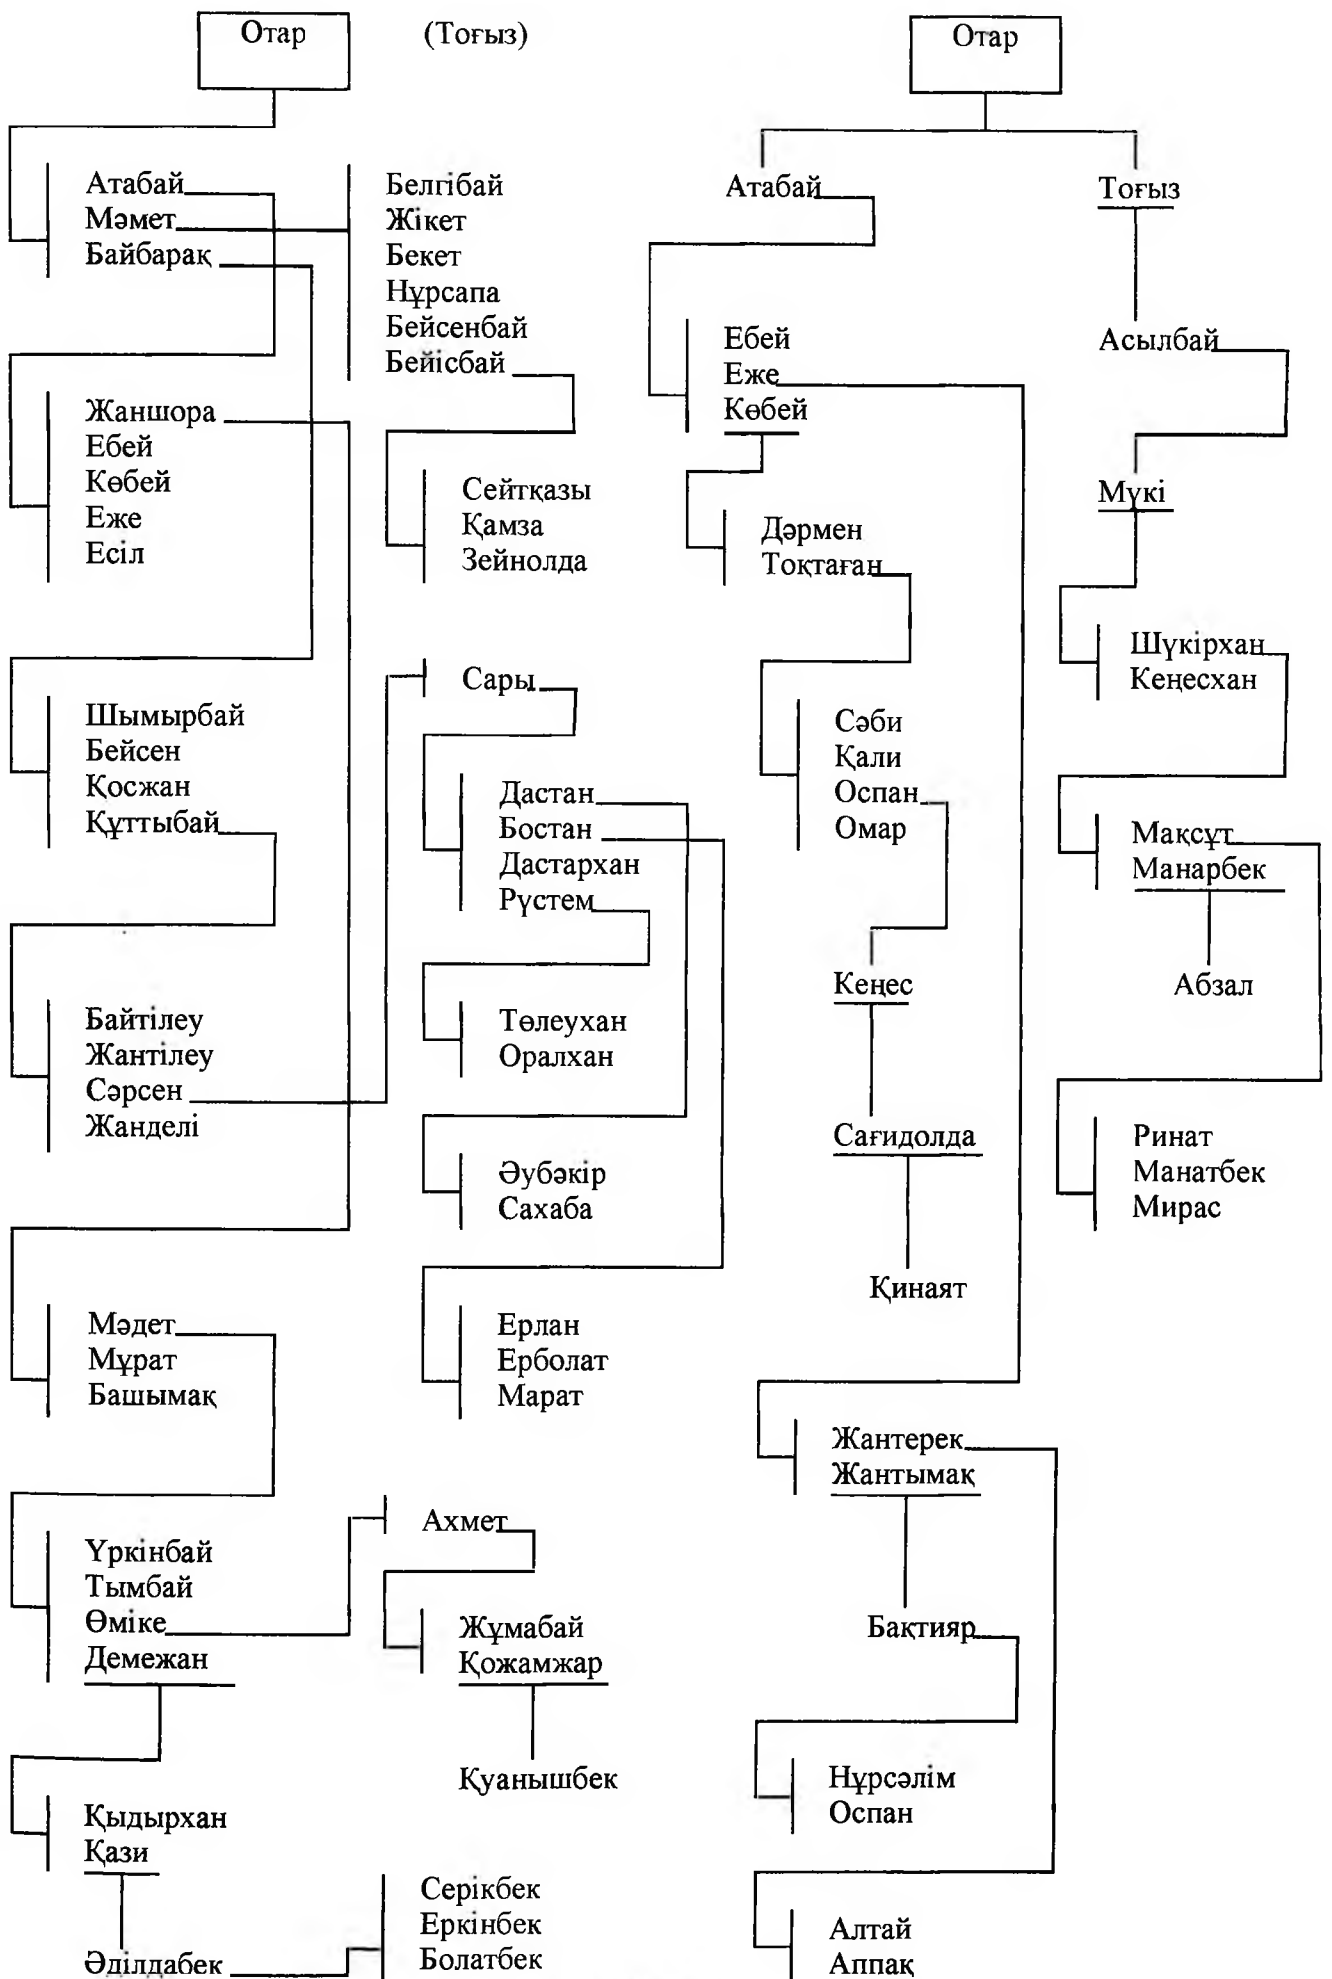 Отар
(Тоғыз)
Атабай
Мәмет
Байбарақ
Белгібай
Жікет
Бекет
Нұрсапа
Бейсенбай
Бейісбай
Жаншора
Ебей
Көбей
Еже
Есіл
Сейтқазы
Қамза
Зейнолда
Шымырбай
Бейсен
Қосжан
Құттыбай
Сары
Дастан
Бостан
Дастархан
Рүстем
Байтілеу
Жантілеу
Сәрсен
Жанделі
Төлеухан
Оралхан
Әубәкір
Сахаба
Мәдет
Мұрат
Башымақ
Ерлан
Ерболат
Марат
Үркінбай
Тымбай
Өміке
Демежан
Ахмет
Жұмабай
Қожамжар
Қуанышбек
Қыдырхан
Қази
Әділдабек
Серікбек
Еркінбек
Болатбек
Отар
Атабай
Тоғыз
Ебей
Еже
Көбей
Асылбай
Дәрмен
Тоқтаған
Мүкі
Сәби
Қали
Оспан
Омар
Шүкірхан
Кеңесхан
Кеңес
Мақсұт
Манарбек
Абзал
Сағидолда
Ринат
Манатбек
Мирас
Қинаят
Жантерек
Жантымақ
Бақтияр
Нұрсәлім
Оспан
Алтай
Аппақ